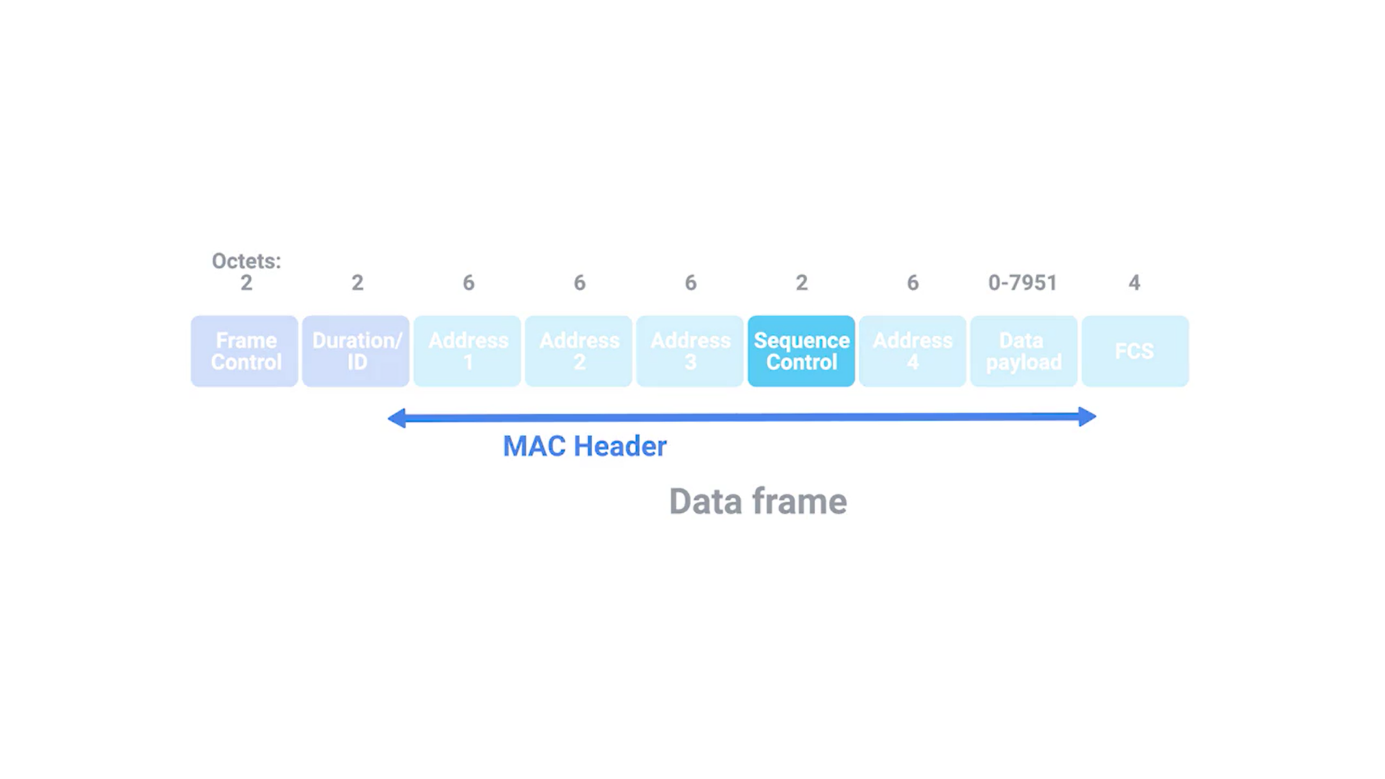 Octets:
2 2 6 6 6 2 6 0-7951 4
Frame Control
Duration/ ID
Address 1
Address 2
Address 3
Sequence Control
Address 4
Data payload
FCS
MAC Header
Data frame